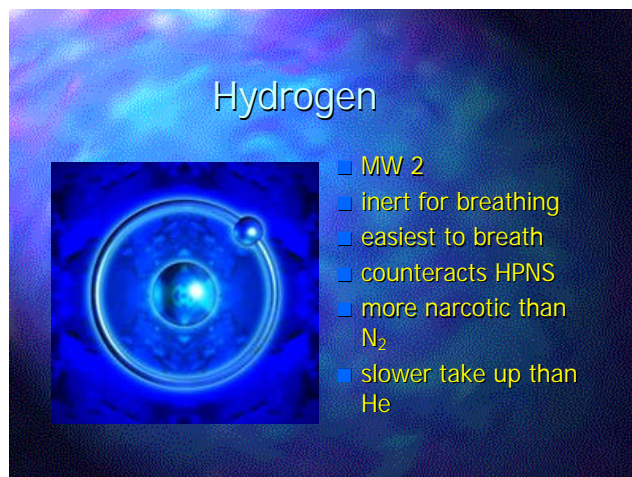 Hydrogen
MW 2
inert for breathing
easiest to breath
counteracts HPNS
more narcotic than
N₂
slower take up than
He